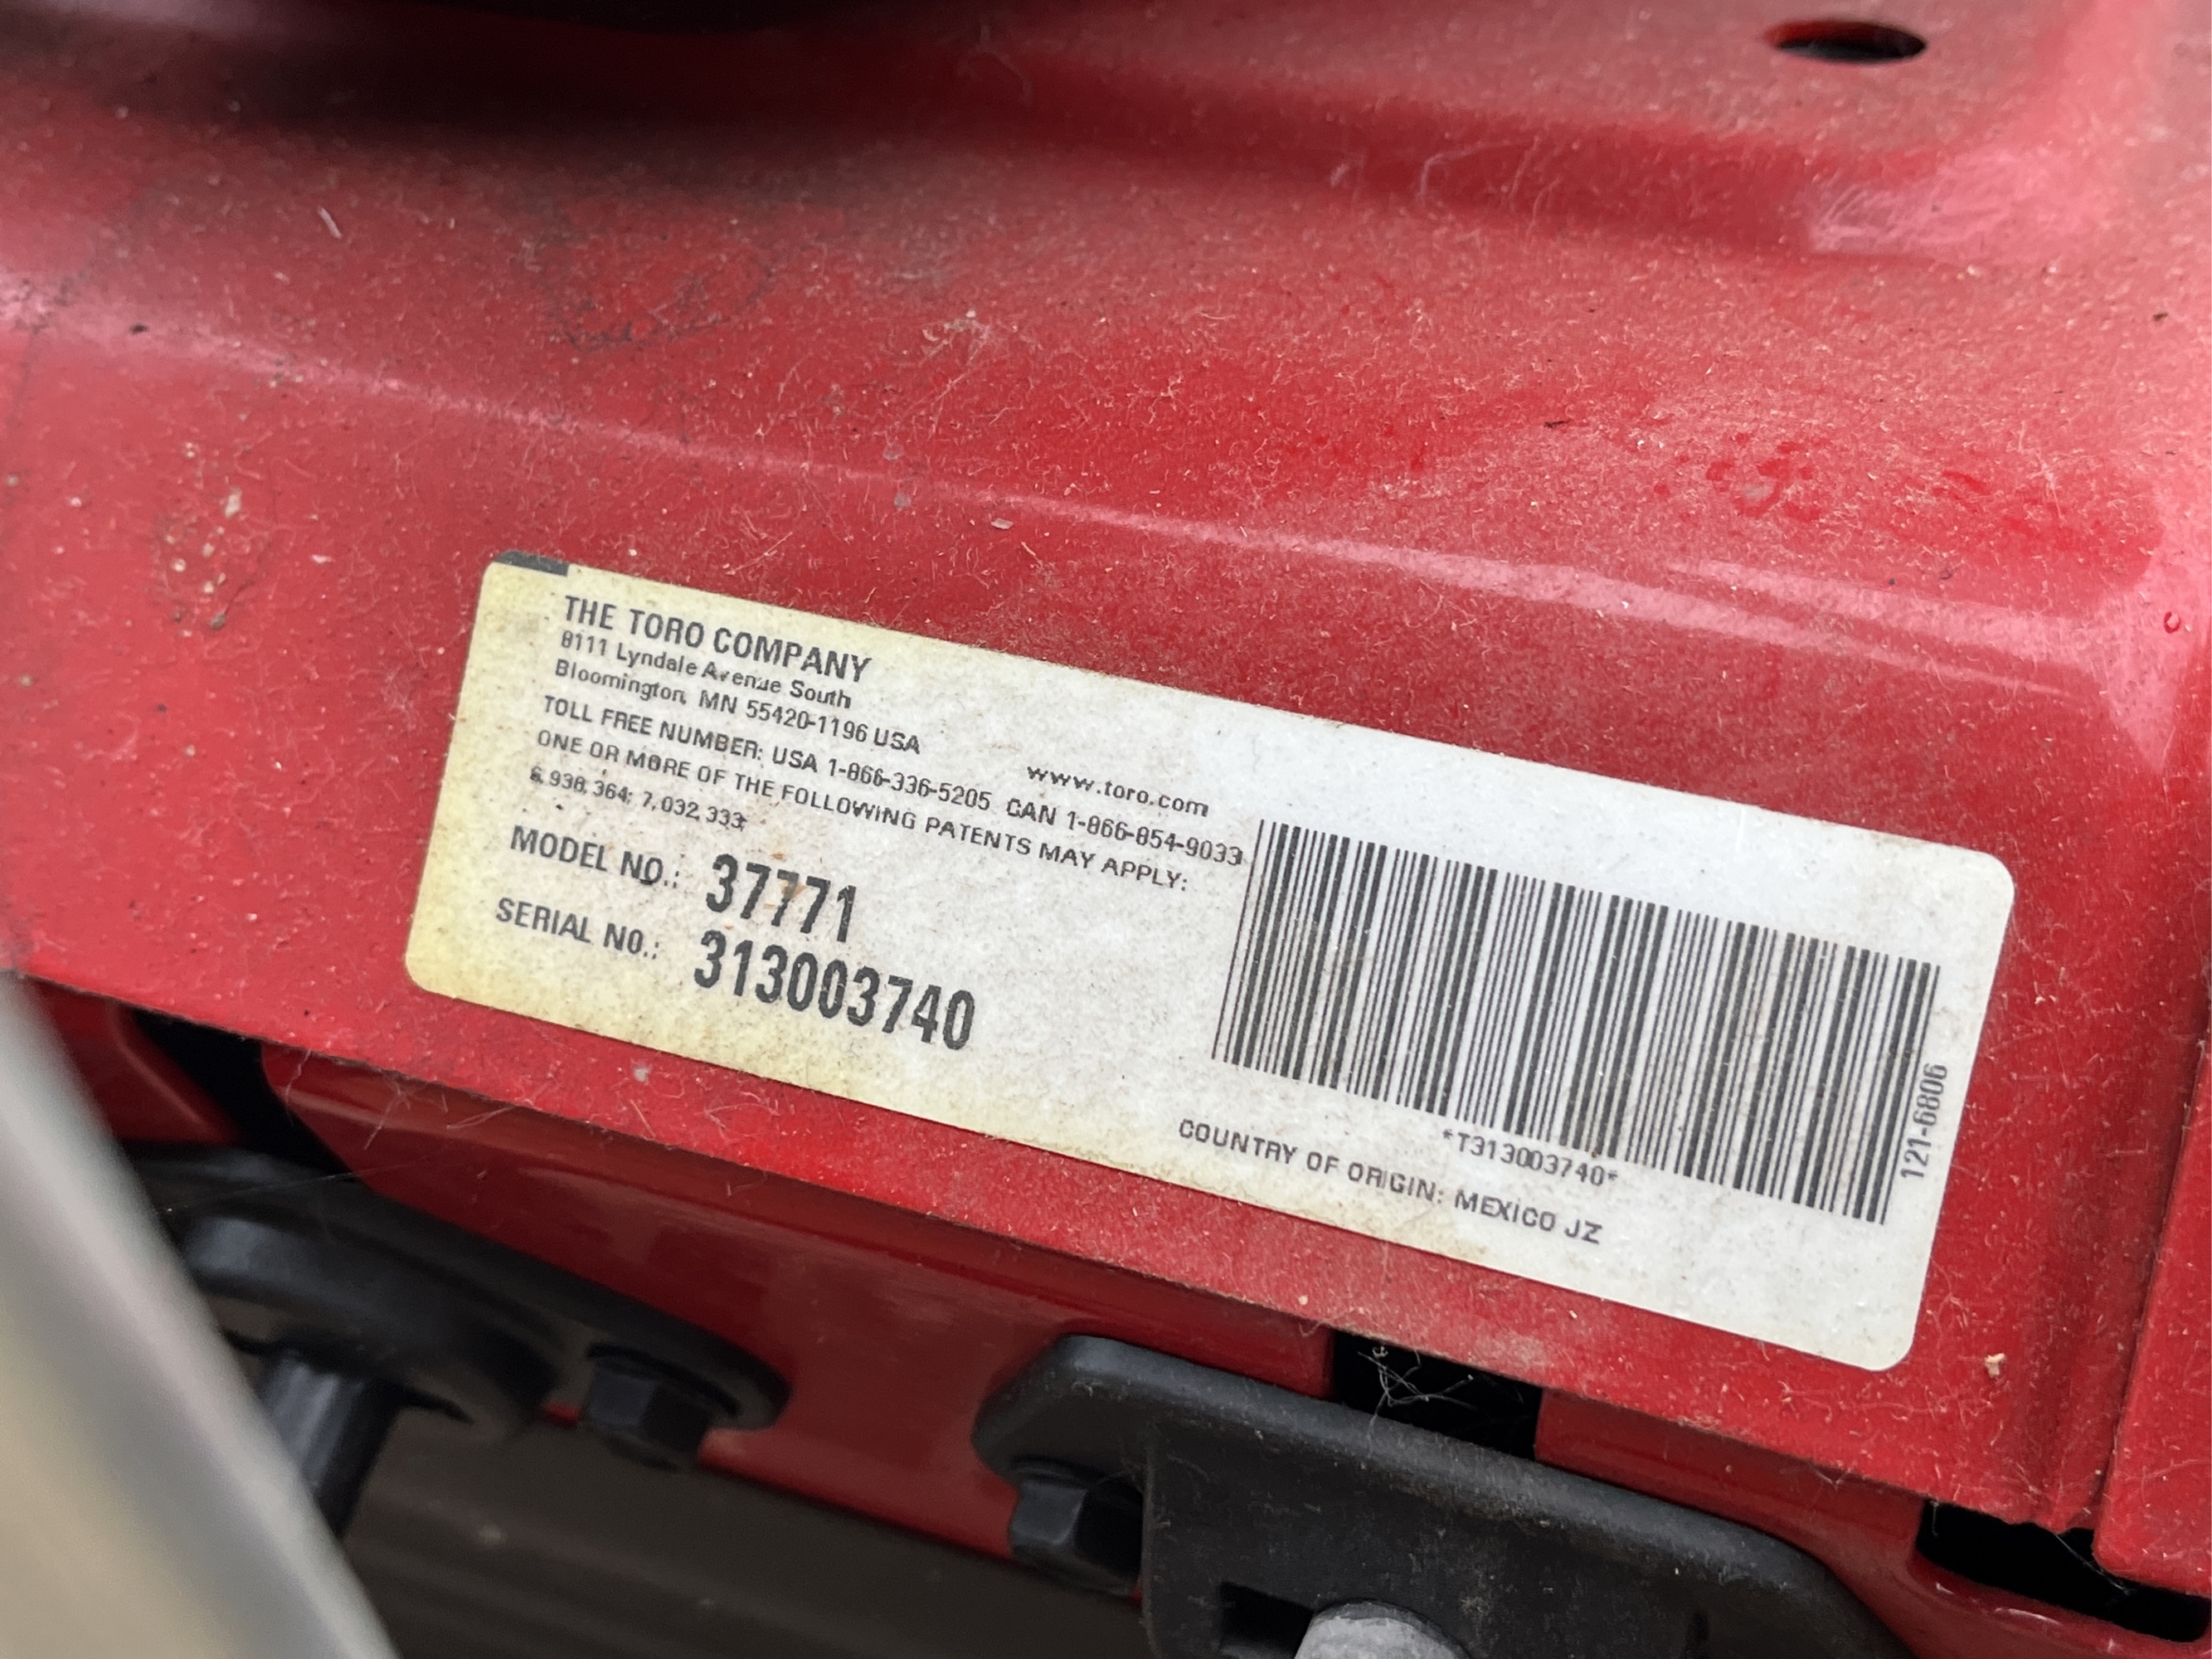 THE TORO COMPANY
8111 Lyndale Avenue South
Bloomington, MN 55420-1196 USA
www.toro.com
TOLL FREE NUMBER: USA 1-866-336-5205 CAN 1-866-854-9033
ONE OR MORE OF THE FOLLOWING PATENTS MAY APPLY:
6,938,364; 7,032,333;
MODEL NO.: 37771
SERIAL NO.: 313003740
*T313003740*
COUNTRY OF ORIGIN: MEXICO JZ
121-6806